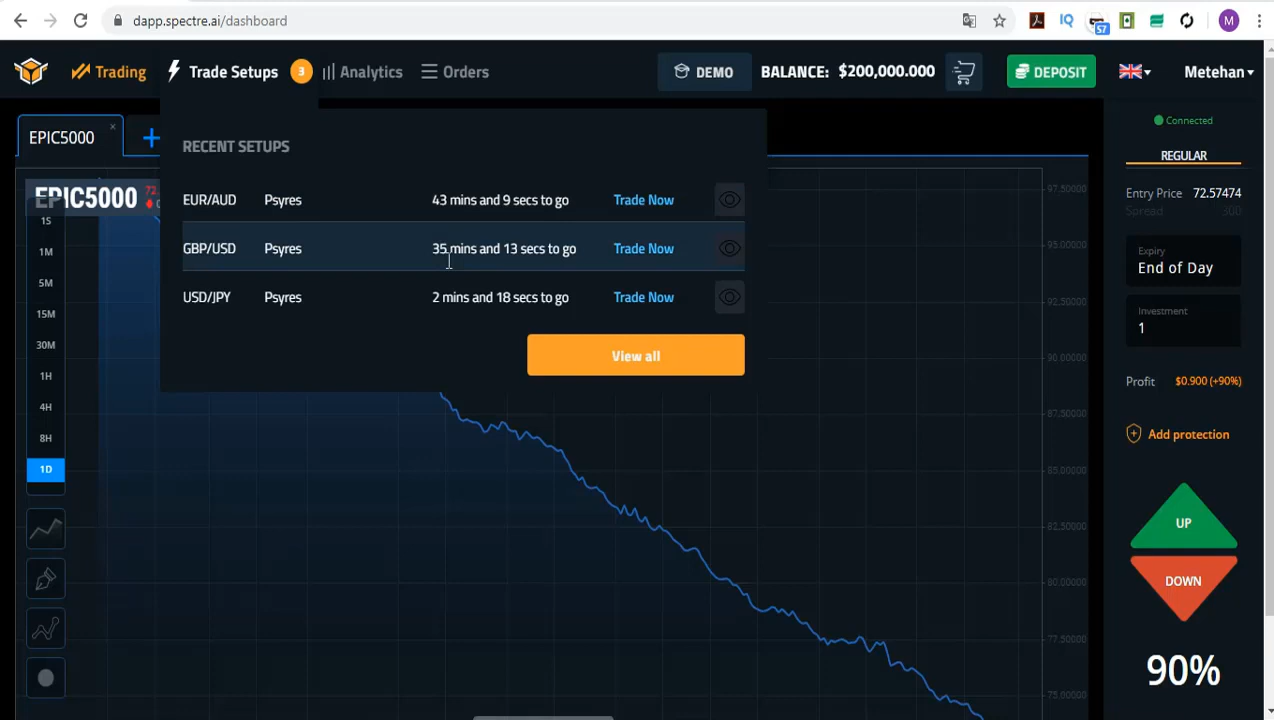 dapp.spectre.ai/dashboard
57
M
Trading
Trade Setups 3
Analytics
Orders
DEMO
BALANCE: $200,000.000
DEPOSIT
Metehan
EPIC5000
RECENT SETUPS
EUR/AUD Psyres 43 mins and 9 secs to go Trade Now
GBP/USD Psyres 35 mins and 13 secs to go Trade Now
USD/JPY Psyres 2 mins and 18 secs to go Trade Now
View all
EPIC5000 72.
1S
1M
5M
15M
30M
1H
4H
8H
1D
97.50000
95.00000
92.50000
90.00000
87.50000
85.00000
82.50000
80.00000
77.50000
75.00000
Connected
REGULAR
Entry Price 72.57474
Spread 300
Expiry
End of Day
Investment
1
Profit $0.900 (+90%)
Add protection
UP
DOWN
90%